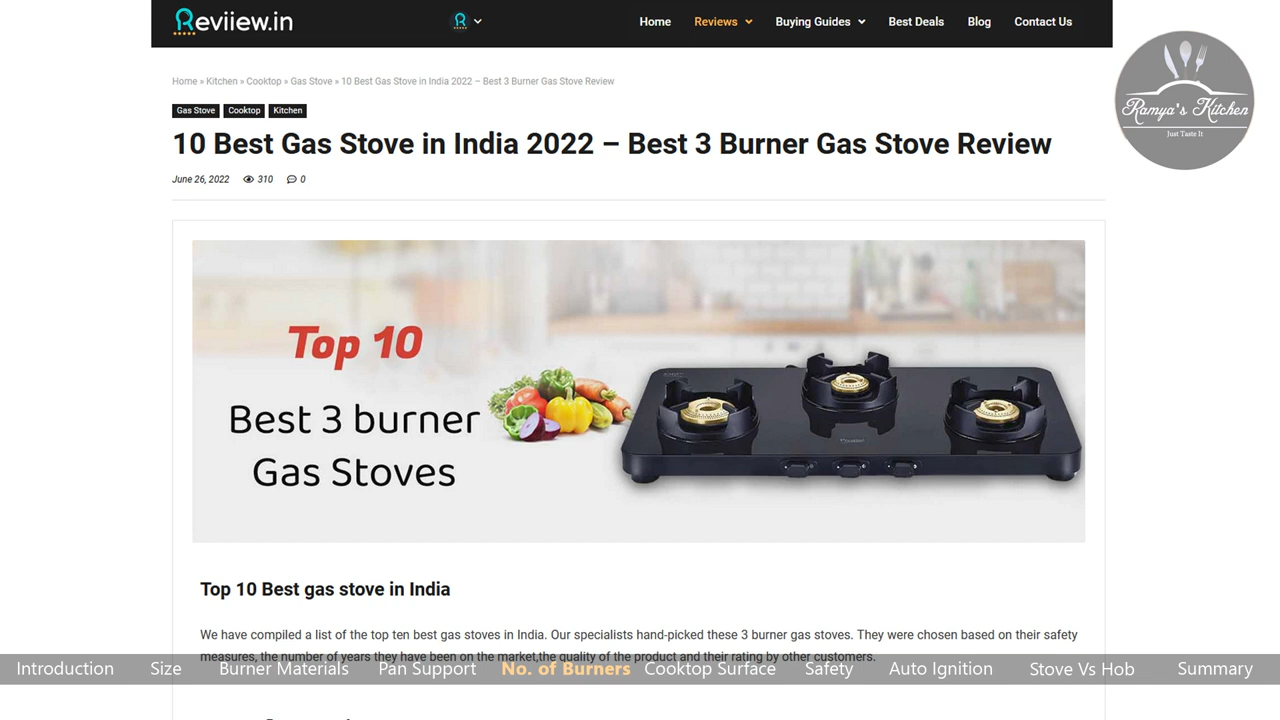 Reviiew.in
Home Reviews Buying Guides Best Deals Blog Contact Us
Ramya's Kitchen
Just Taste It
Home » Kitchen » Cooktop » Gas Stove » 10 Best Gas Stove in India 2022 – Best 3 Burner Gas Stove Review
Gas Stove Cooktop Kitchen
10 Best Gas Stove in India 2022 – Best 3 Burner Gas Stove Review
June 26, 2022 310 0
Top 10
Best 3 burner
Gas Stoves
Top 10 Best gas stove in India
We have compiled a list of the top ten best gas stoves in India. Our specialists hand-picked these 3 burner gas stoves. They were chosen based on their safety
measures, the number of years they have been on the market,the quality of the product and their rating by other customers.
Introduction Size Burner Materials Pan Support No. of Burners Cooktop Surface Safety Auto Ignition Stove Vs Hob Summary